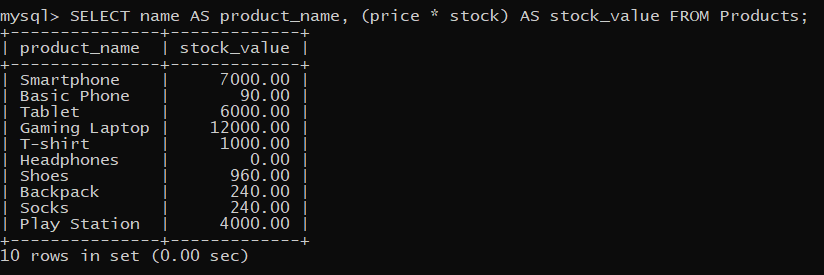 mysql> SELECT name AS product_name, (price * stock) AS stock_value FROM Products;
+---------------+-------------+
| product_name  | stock_value |
+---------------+-------------+
| Smartphone    |     7000.00 |
| Basic Phone   |       90.00 |
| Tablet        |     6000.00 |
| Gaming Laptop |    12000.00 |
| T-shirt       |     1000.00 |
| Headphones    |        0.00 |
| Shoes         |      960.00 |
| Backpack      |      240.00 |
| Socks         |      240.00 |
| Play Station  |     4000.00 |
+---------------+-------------+
10 rows in set (0.00 sec)